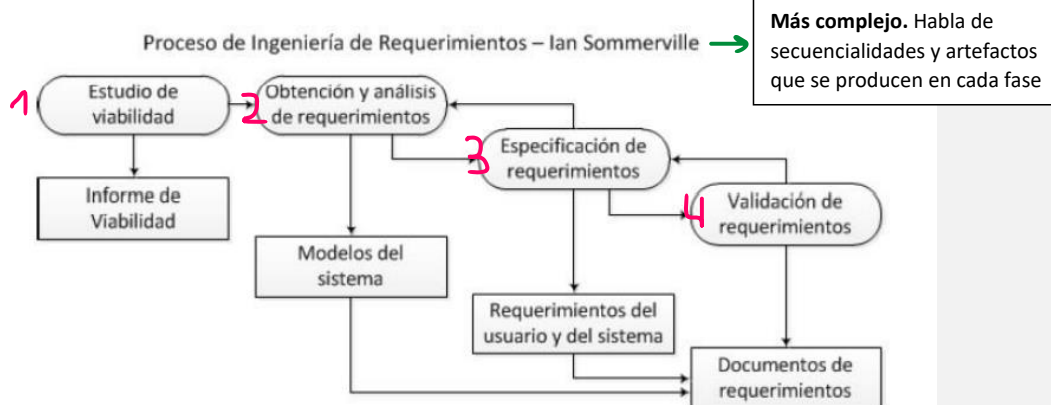 Más complejo. Habla de
secuencialidades y artefactos
que se producen en cada fase
Proceso de Ingeniería de Requerimientos – Ian Sommerville
1
Estudio de
viabilidad
2
Obtención y análisis
de requerimientos
3
Especificación de
requerimientos
4
Validación de
requerimientos
Informe de
Viabilidad
Modelos del
sistema
Requerimientos del
usuario y del sistema
Documentos de
requerimientos